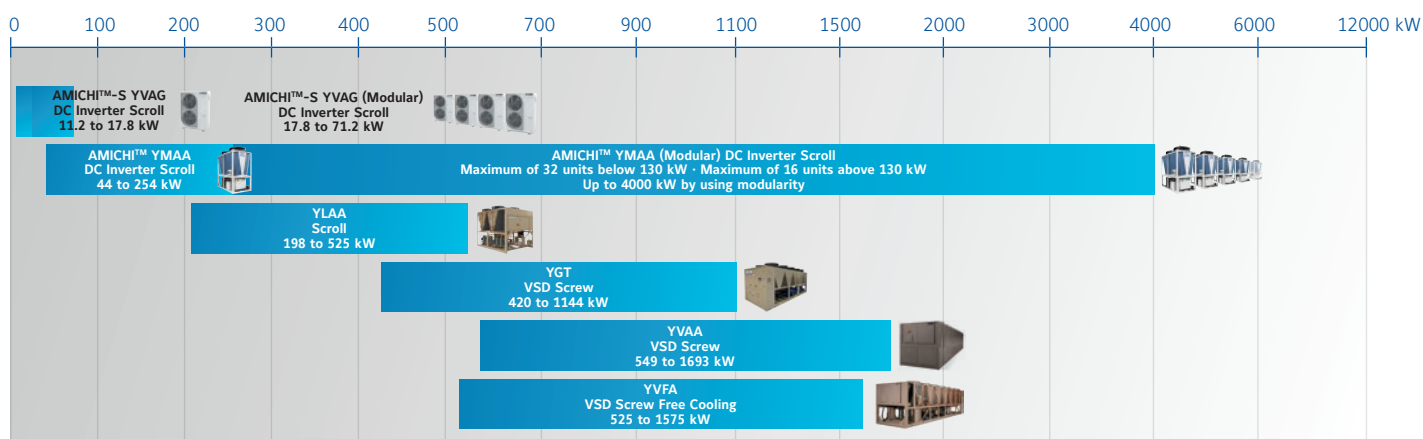 0 100 200 300 400 500 700 900 1100 1500 2000 3000 4000 6000 12000 kW
AMICHI™-S YVAG
DC Inverter Scroll
11.2 to 17.8 kW
AMICHI™-S YVAG (Modular)
DC Inverter Scroll
17.8 to 71.2 kW
AMICHI™ YMAA
DC Inverter Scroll
44 to 254 kW
AMICHI™ YMAA (Modular) DC Inverter Scroll
Maximum of 32 units below 130 kW · Maximum of 16 units above 130 kW
Up to 4000 kW by using modularity
YLAA
Scroll
198 to 525 kW
YGT
VSD Screw
420 to 1144 kW
YVAA
VSD Screw
549 to 1693 kW
YVFA
VSD Screw Free Cooling
525 to 1575 kW